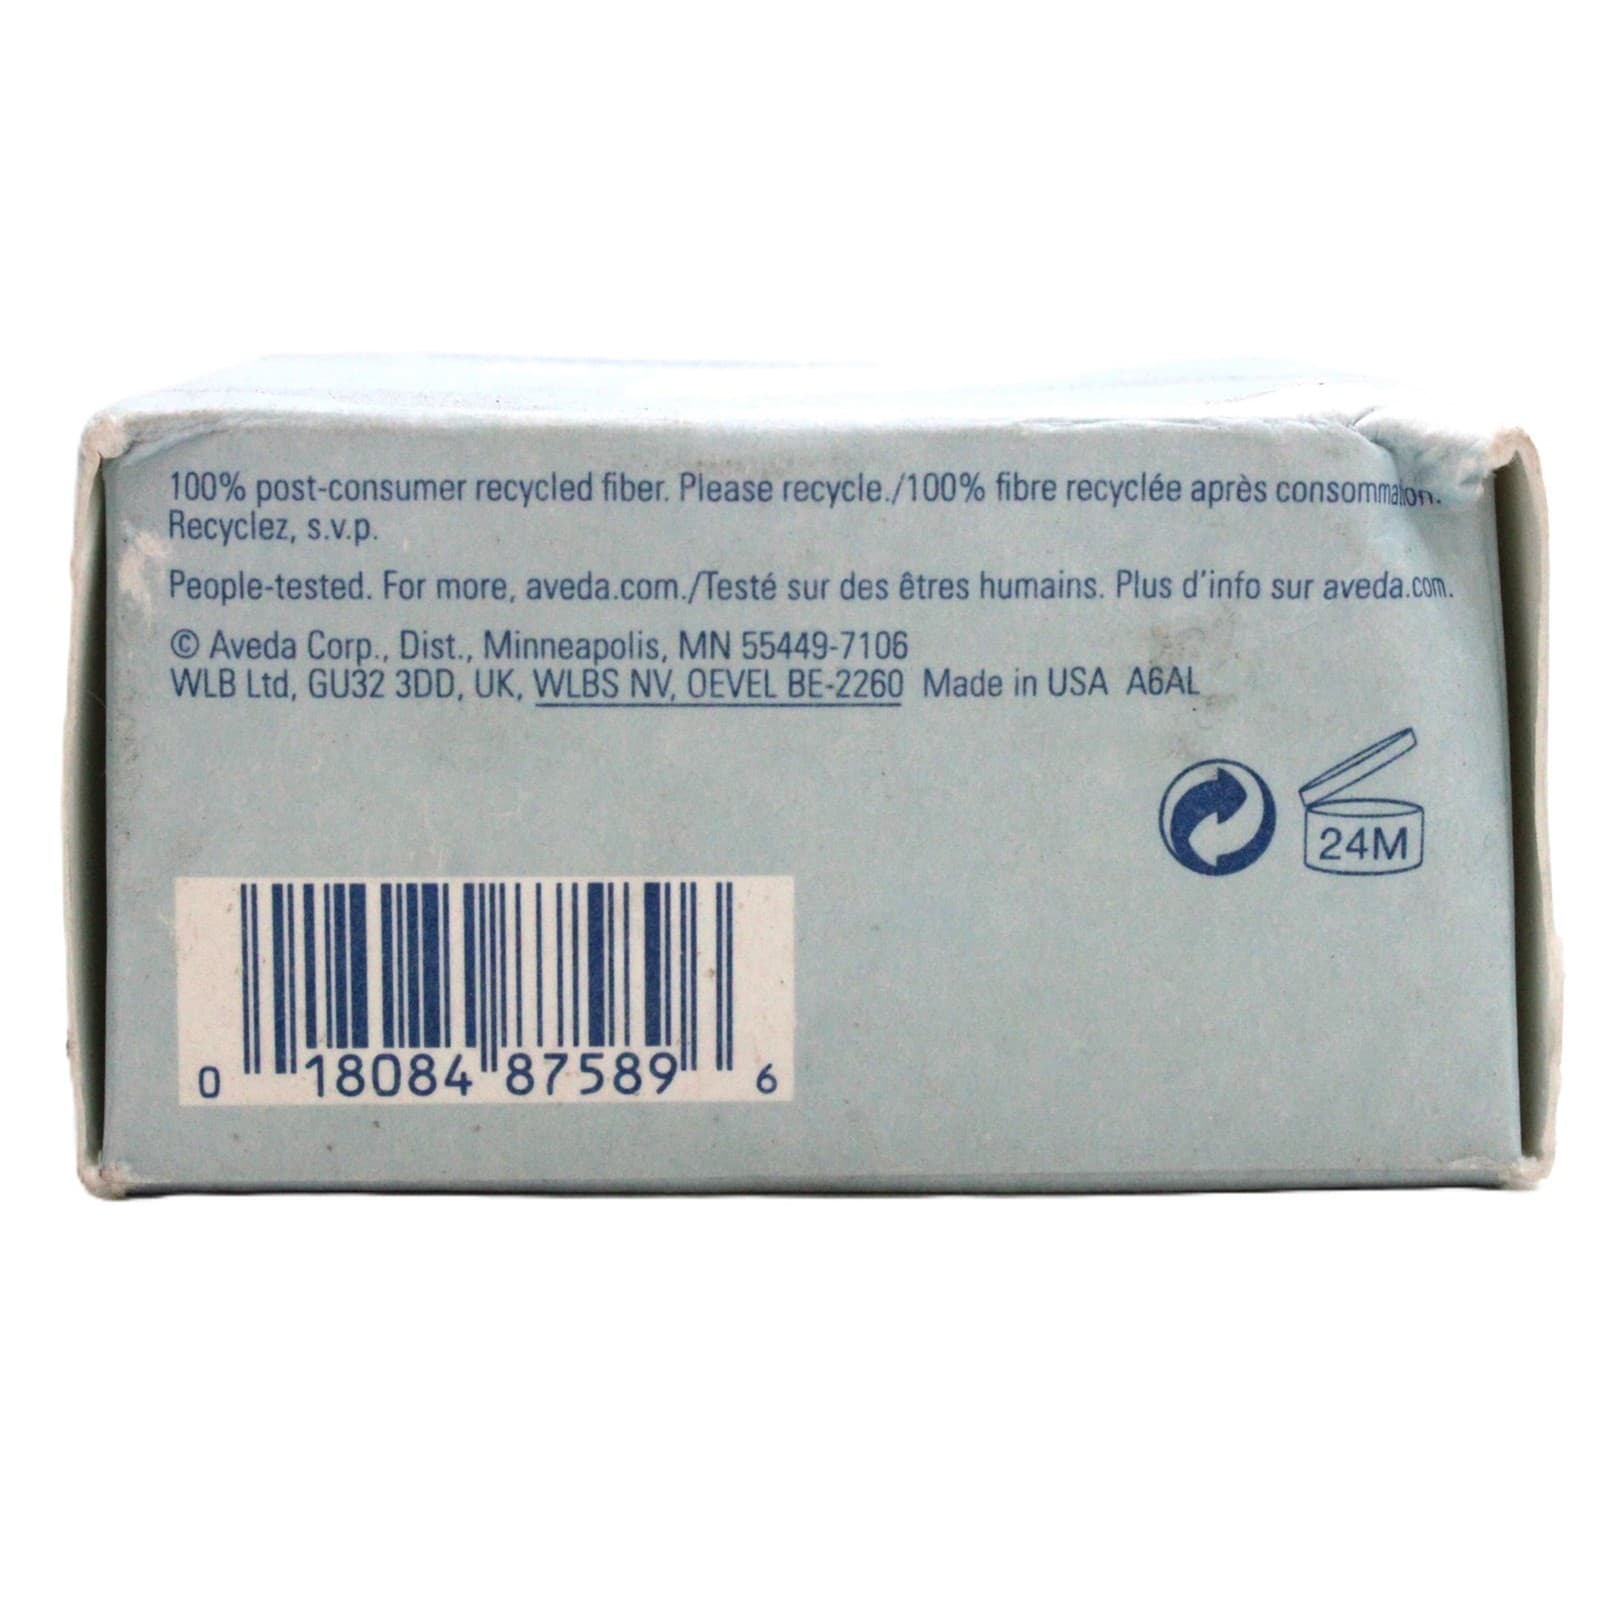 100% post-consumer recycled fiber. Please recycle./100% fibre recyclée après consommation.
Recyclez, s.v.p.
People-tested. For more, aveda.com./Testé sur des êtres humains. Plus d'info sur aveda.com.
© Aveda Corp., Dist., Minneapolis, MN 55449-7106
WLB Ltd, GU32 3DD, UK, WLBS NV, OEVEL BE-2260 Made in USA A6AL
24M
0 18084 87589 6